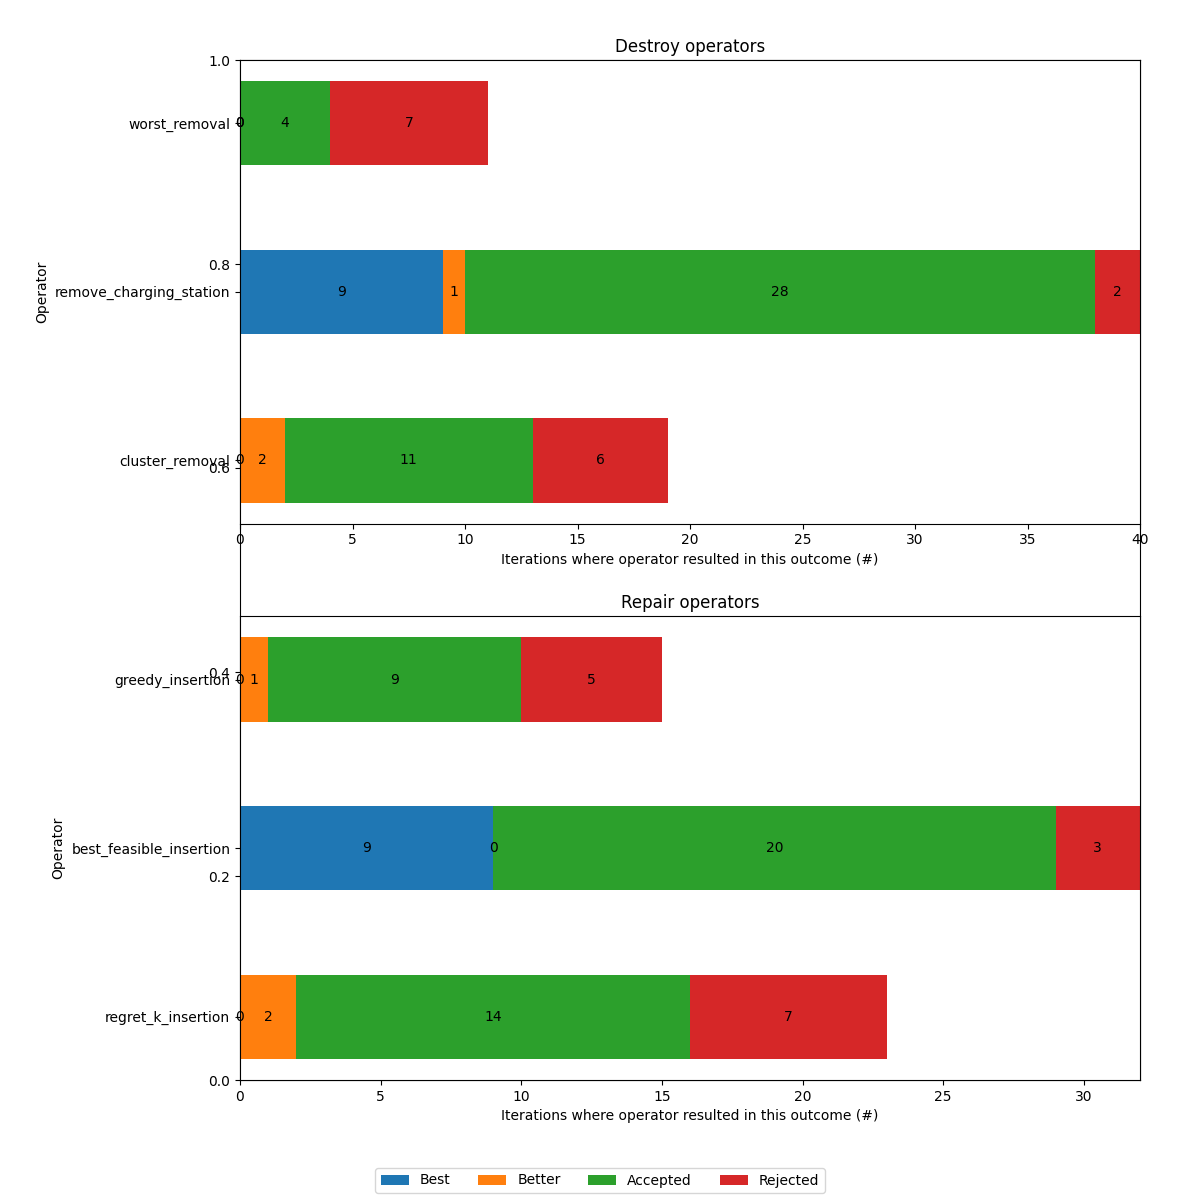 Destroy operators
1.0
worst_removal 0 0 4 7
Operator
0.8
remove_charging_station 9 1 28 2
cluster_removal 0 2 11 6
0.6
0 5 10 15 20 25 30 35 40
Iterations where operator resulted in this outcome (#)
Repair operators
0.4
greedy_insertion 0 1 9 5
Operator
best_feasible_insertion 9 0 20 3
0.2
regret_k_insertion 0 2 14 7
0.0
0 5 10 15 20 25 30
Iterations where operator resulted in this outcome (#)
Best Better Accepted Rejected